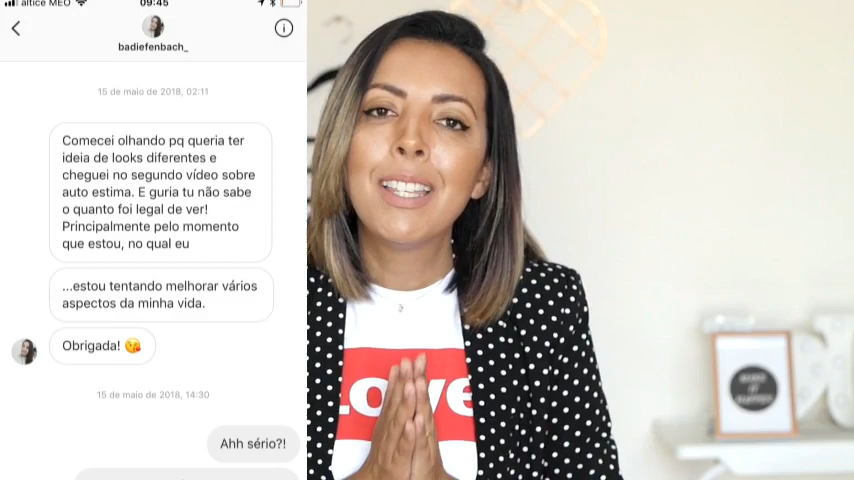 altice MEO
09:45
badiefenbach_
15 de maio de 2018, 02:11
Comecei olhando pq queria ter
ideia de looks diferentes e
cheguei no segundo vídeo sobre
auto estima. E guria tu não sabe
o quanto foi legal de ver!
Principalmente pelo momento
que estou, no qual eu
...estou tentando melhorar vários
aspectos da minha vida.
Obrigada! 😘
15 de maio de 2018, 14:30
Ahh sério?!
Love